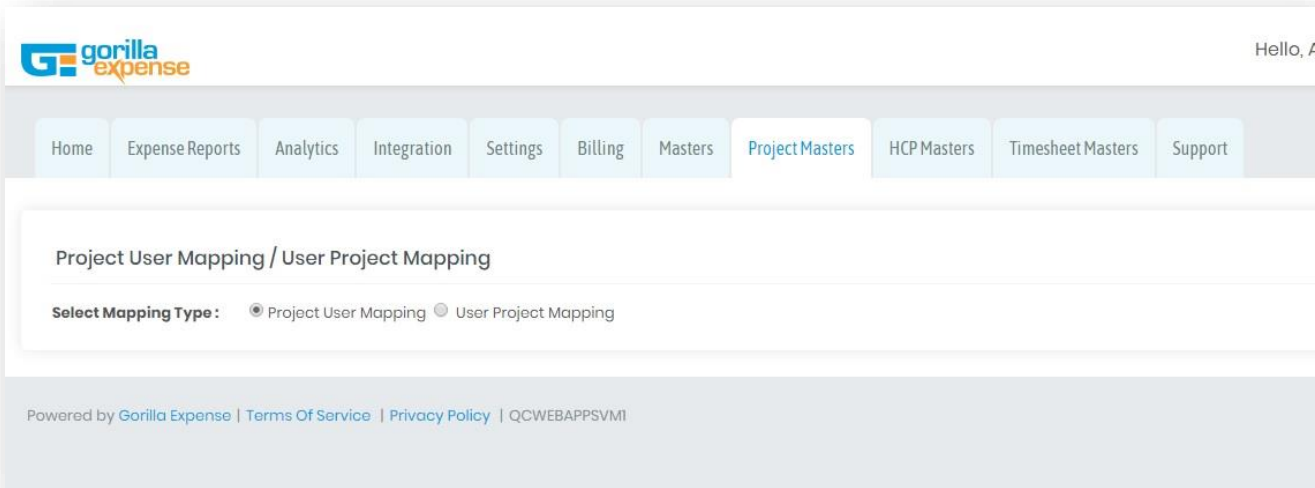 gorilla
expense
Hello, A
Home Expense Reports Analytics Integration Settings Billing Masters Project Masters HCP Masters Timesheet Masters Support
Project User Mapping / User Project Mapping
Select Mapping Type : Project User Mapping User Project Mapping
Powered by Gorilla Expense | Terms Of Service | Privacy Policy | QCWEBAPPSVM1